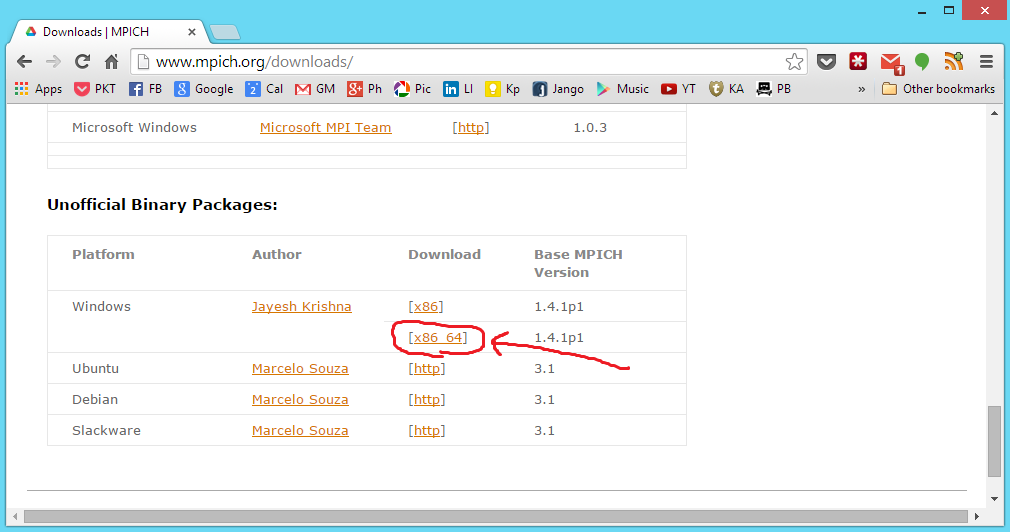 Downloads | MPICH
www.mpich.org/downloads/
Apps PKT FB Google 2 Cal GM Ph Pic LI Kp Jango Music YT KA PB » Other bookmarks
1
Microsoft Windows Microsoft MPI Team [http] 1.0.3
Unofficial Binary Packages:
Platform Author Download Base MPICH
Version
Windows Jayesh Krishna [x86] 1.4.1p1
[x86_64] 1.4.1p1
Ubuntu Marcelo Souza [http] 3.1
Debian Marcelo Souza [http] 3.1
Slackware Marcelo Souza [http] 3.1